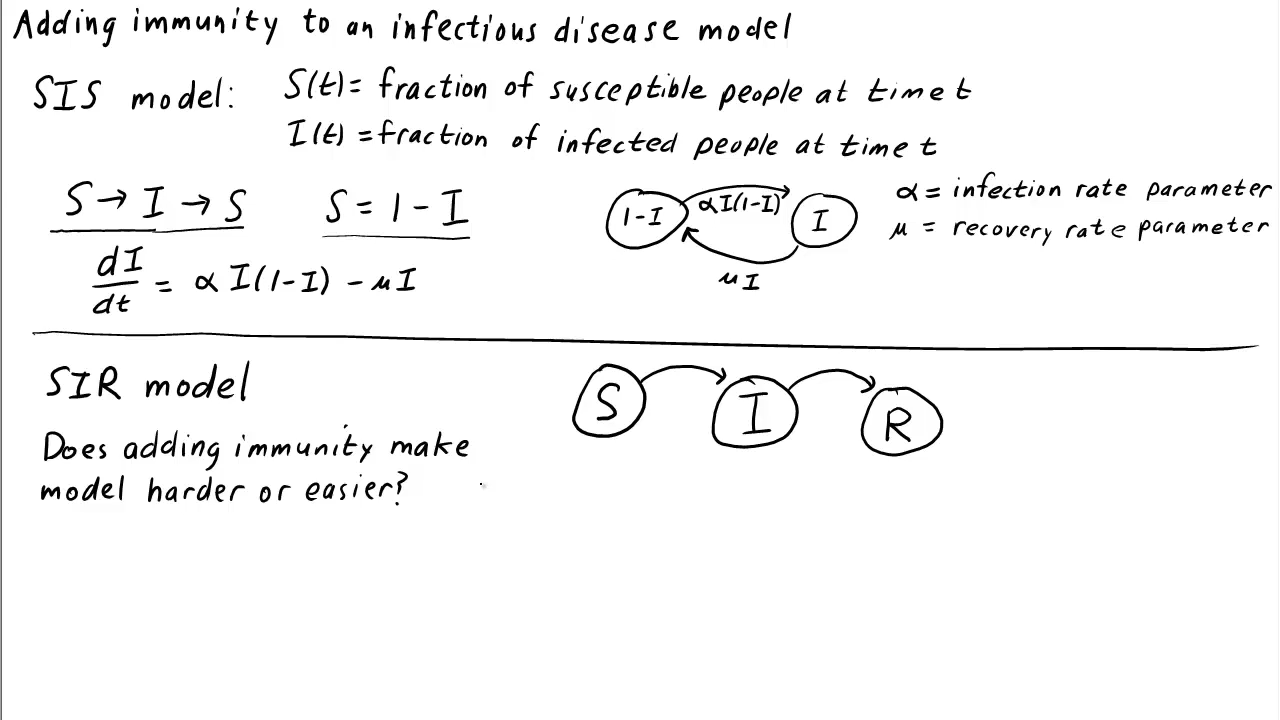 Adding immunity to an infectious disease model
SIS model: S(t) = fraction of susceptible people at time t
I(t) = fraction of infected people at time t
S → I → S
S = 1 - I
dI/dt = αI(1-I) - μI
1-I
αI(1-I)
I
μI
α = infection rate parameter
μ = recovery rate parameter
SIR model
S
I
R
Does adding immunity make
model harder or easier?